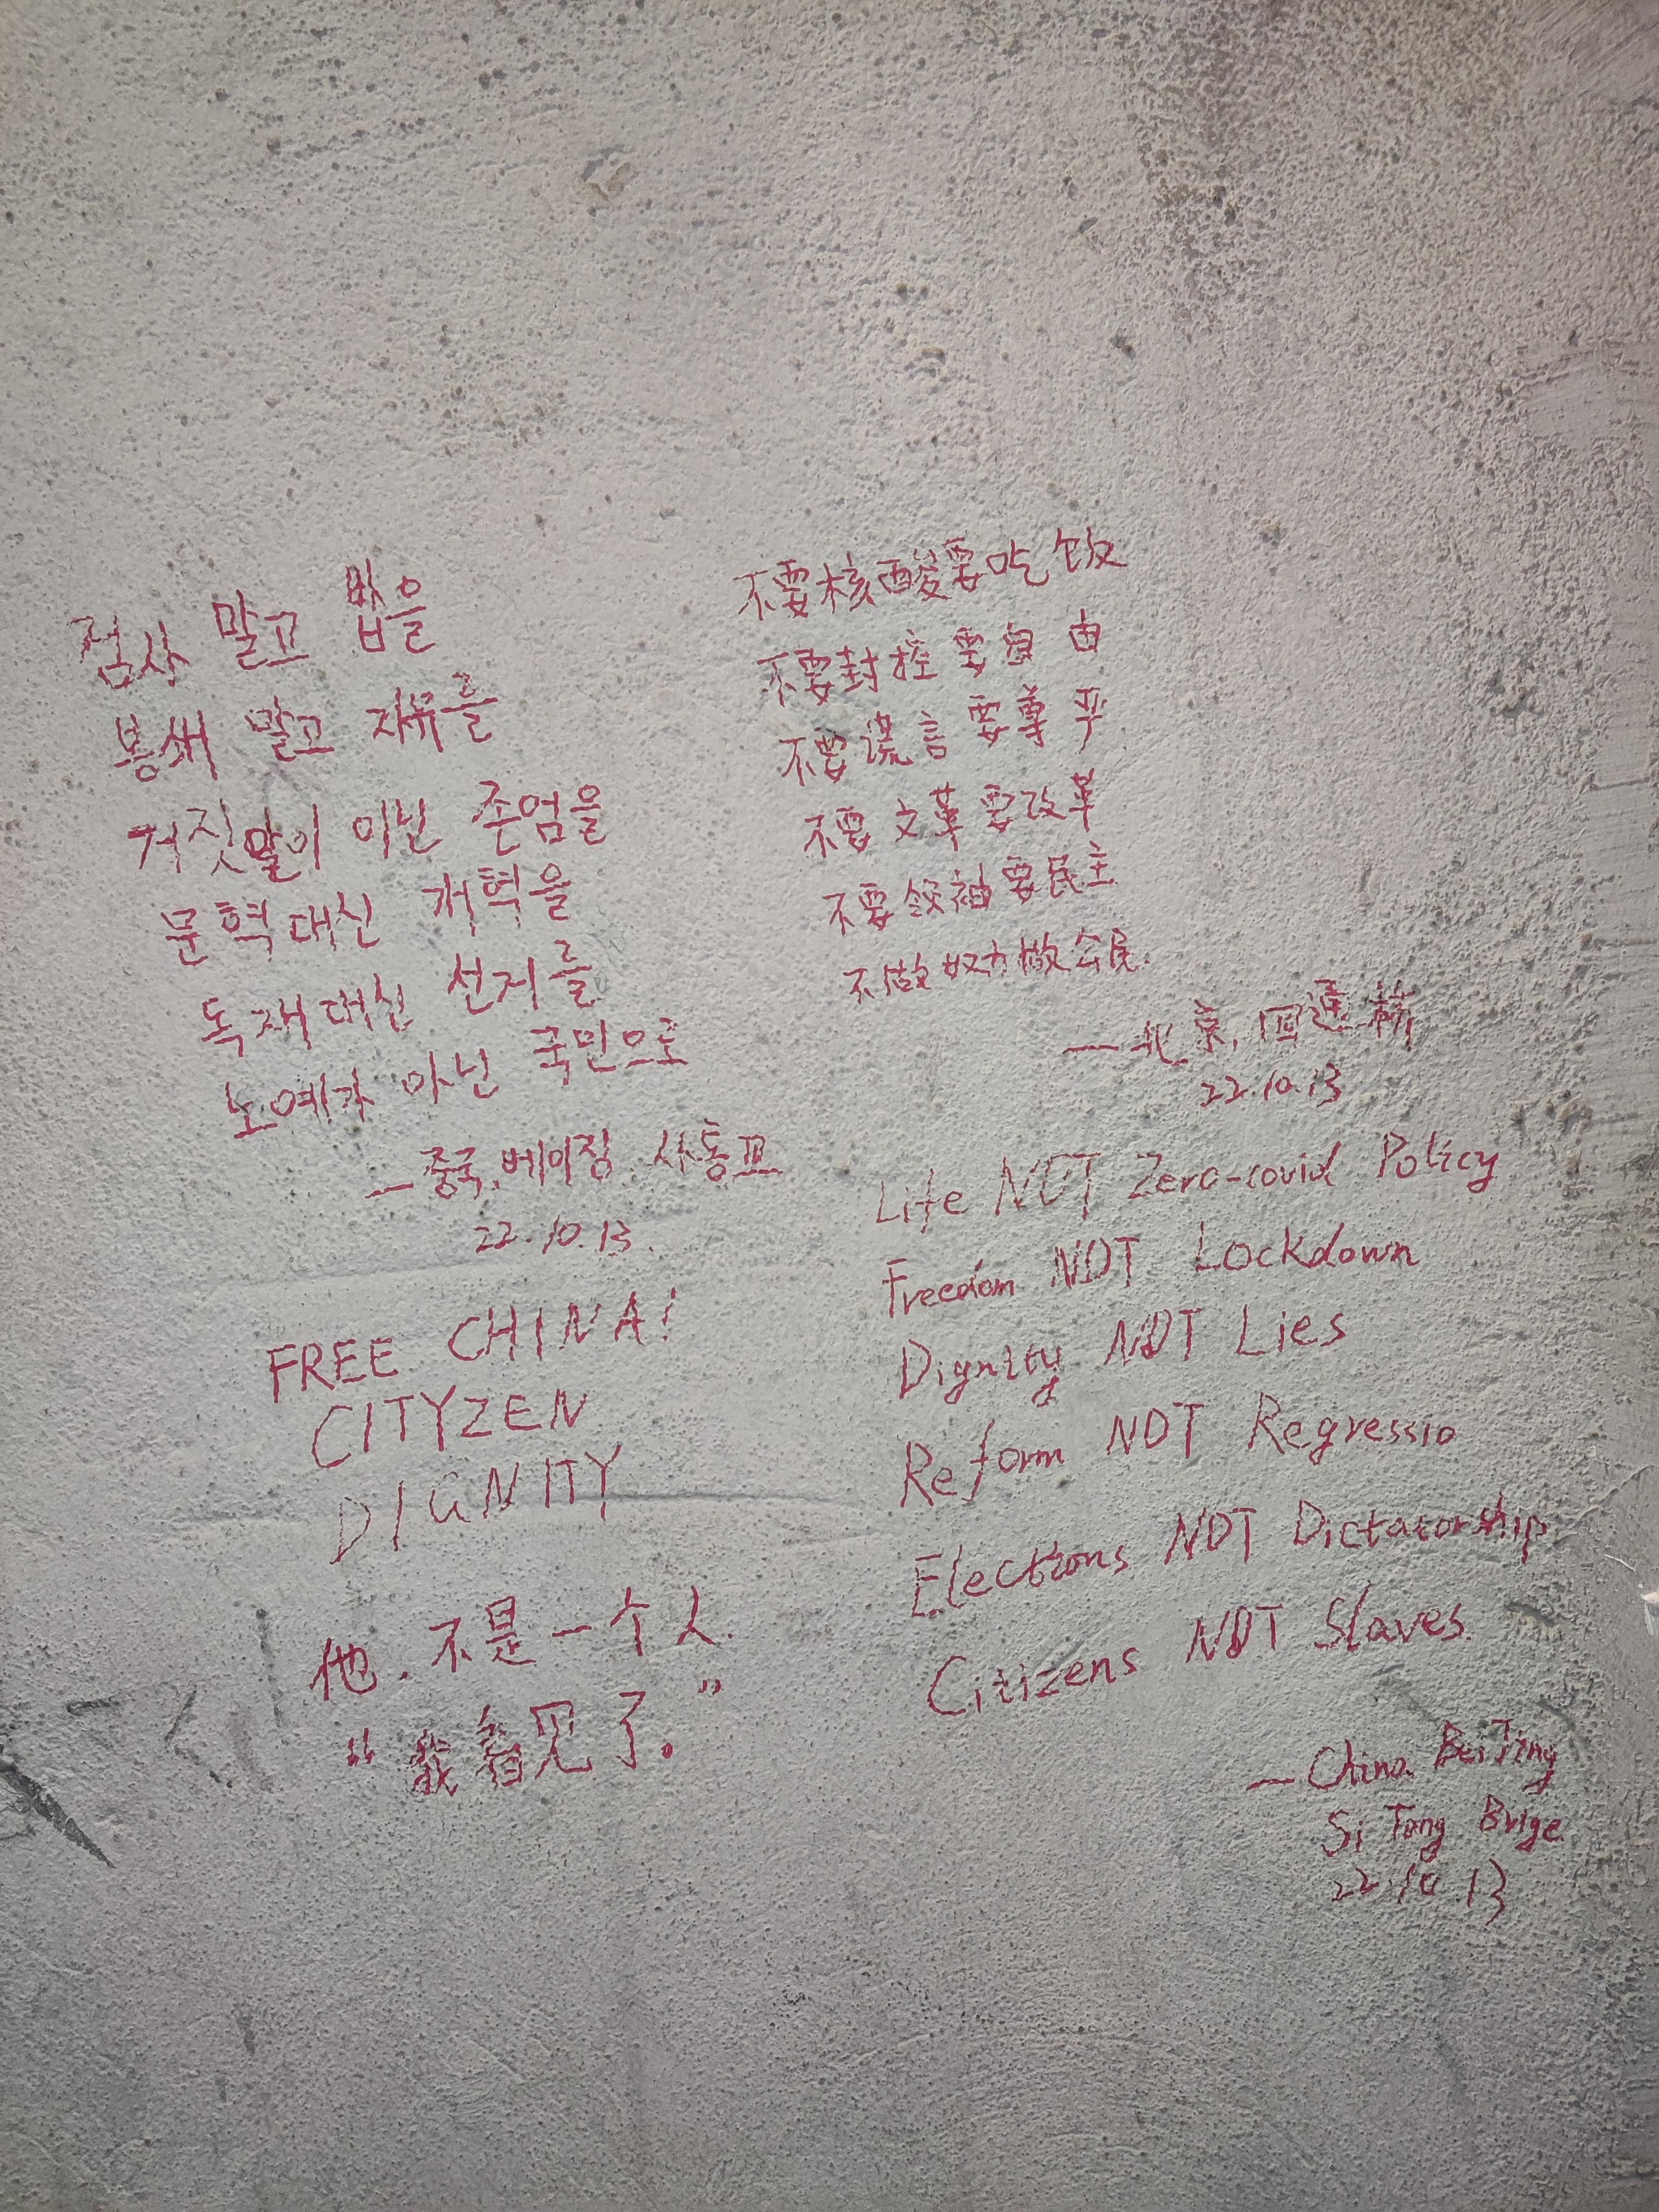 점사 말고 밥을
봉쇄 말고 자유를
거짓말이 아닌 존엄을
문혁 대신 개혁을
독재 대신 선거를
노예가 아닌 국민으로
— 중국, 베이징, 사통교
22.10.13.
FREE CHINA!
CITYZEN
DIGNITY
他.不是一个人.
“我看见了.”
不要核酸要吃饭
不要封控要自由
不要谎言要尊严
不要文革要改革
不要领袖要民主
不做奴才做公民.
— 北京, 四通桥
22.10.13
Life NOT Zero-covid Policy
Freedom NOT Lockdown
Dignity NOT Lies
Reform NOT Regressio
Elections NOT Dictatorship
Citizens NOT Slaves.
— China. BeiJing
Si Tong Brige.
22.10.13